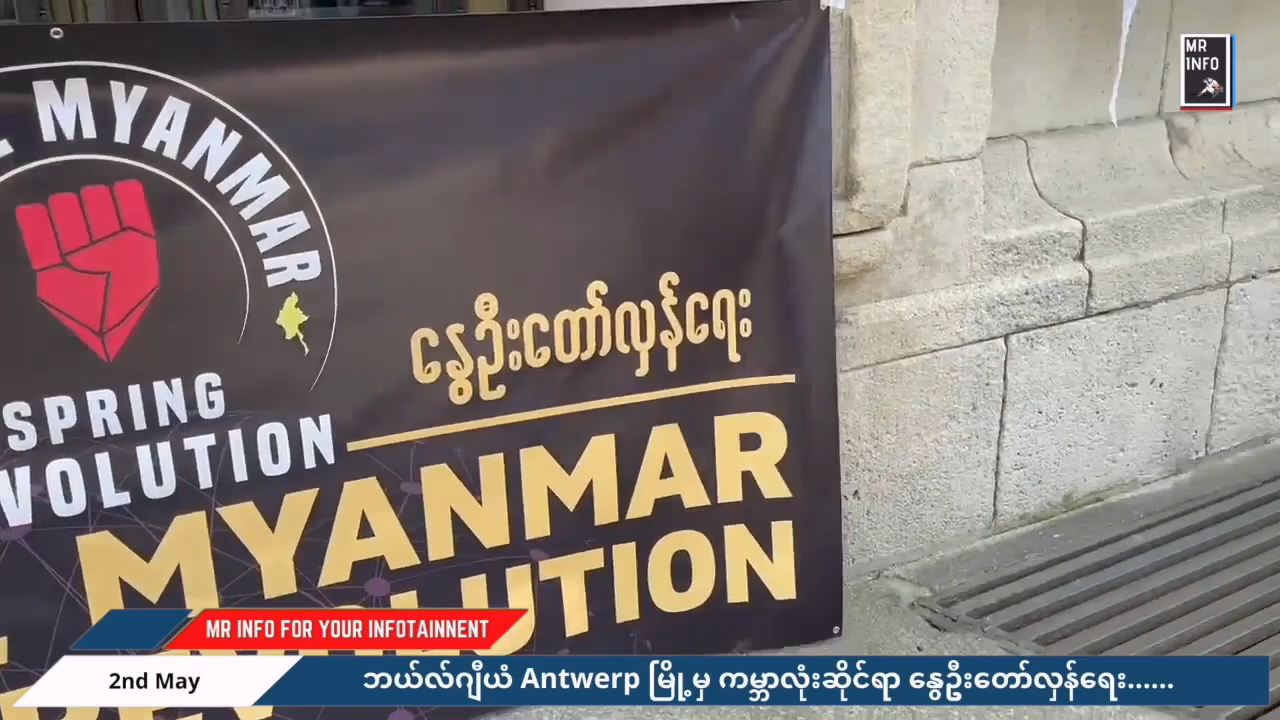 MR
INFO
MYANMAR
နွေဦးတော်လှန်ရေး
SPRING
VOLUTION
MYANMAR
UTION
MR INFO FOR YOUR INFOTAINNENT
2nd May
ဘယ်လ်ဂျီယံ Antwerp မြို့မှ ကမ္ဘာလုံးဆိုင်ရာ နွေဦးတော်လှန်ရေး......